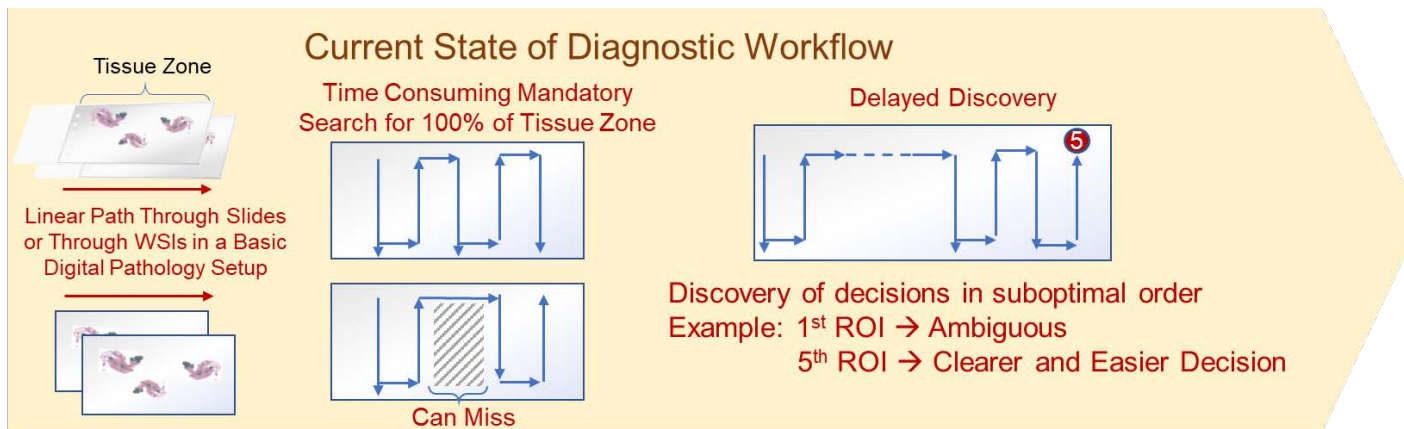 Current State of Diagnostic Workflow
Tissue Zone
Linear Path Through Slides
or Through WSIs in a Basic
Digital Pathology Setup
Time Consuming Mandatory
Search for 100% of Tissue Zone
Can Miss
Delayed Discovery
5
Discovery of decisions in suboptimal order
Example: 1st ROI → Ambiguous
5th ROI → Clearer and Easier Decision